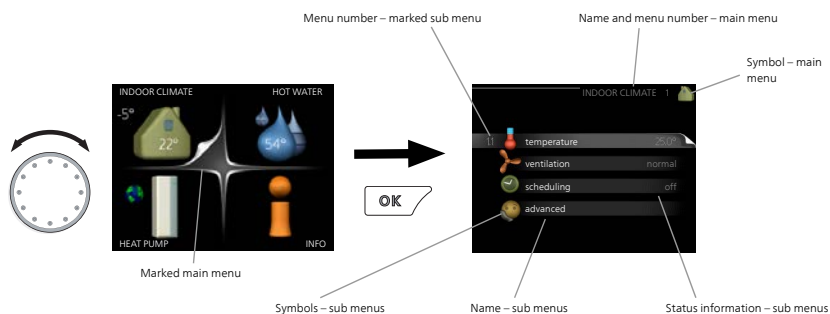 Menu number – marked sub menu
Name and menu number – main menu
Symbol – main
menu
INDOOR CLIMATE
HOT WATER
-5°
22°
54°
HEAT PUMP
INFO
OK
INDOOR CLIMATE 1
1.1 temperature 25.0°
ventilation normal
scheduling off
advanced
Marked main menu
Symbols – sub menus
Name – sub menus
Status information – sub menus